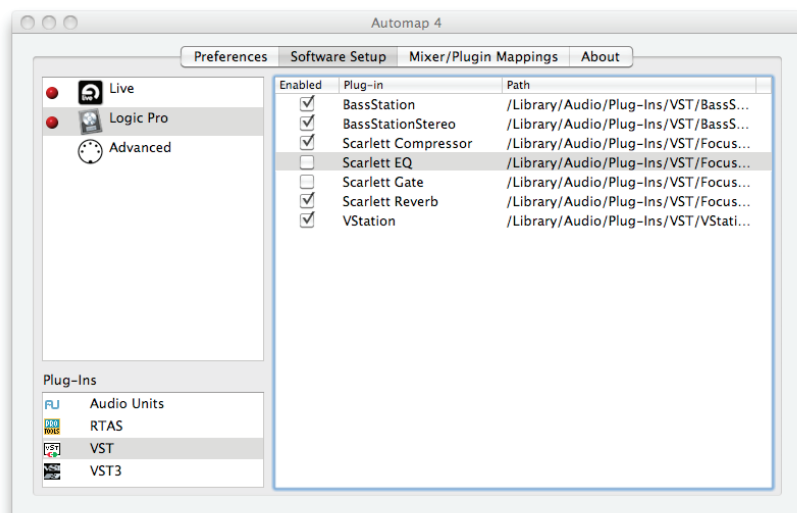 Automap 4
Preferences Software Setup Mixer/Plugin Mappings About
Live
Logic Pro
Advanced
Enabled Plug-in Path
BassStation /Library/Audio/Plug-Ins/VST/BassS...
BassStationStereo /Library/Audio/Plug-Ins/VST/BassS...
Scarlett Compressor /Library/Audio/Plug-Ins/VST/Focus...
Scarlett EQ /Library/Audio/Plug-Ins/VST/Focus...
Scarlett Gate /Library/Audio/Plug-Ins/VST/Focus...
Scarlett Reverb /Library/Audio/Plug-Ins/VST/Focus...
VStation /Library/Audio/Plug-Ins/VST/VStati...
Plug-Ins
AU Audio Units
PRO TOOLS RTAS
VST VST
VST3